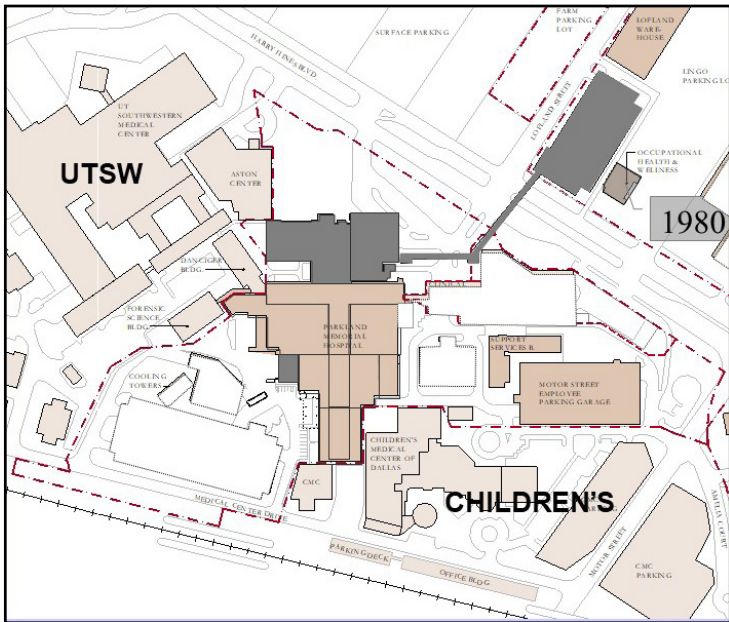 FARM
PARKING
LOT
LOFLAND
WARE-
HOUSE
SURFACE PARKING
HARRY HINES BLVD
LINGO
PARKING LO
UT
SOUTHWESTERN
MEDICAL
CENTER
LOFLAND STREET
OCCUPATIONAL
HEALTH &
WELLNESS
UTSW
ASTON
CENTER
1980
DANCIGER
BLDG.
FORENSIC
SCIENCE
BLDG.
PARKLAND
MEMORIAL
HOSPITAL
SUPPORT
SERVICES B.
COOLING
TOWERS
MOTOR STREET
EMPLOYEE
PARKING GARAGE
CHILDREN'S
MEDICAL
CENTER OF
DALLAS
CMC
CHILDREN'S
MEDICAL CENTER DRIVE
AMELIA COURT
MOTOR STREET
CMC
PARKING
PARKING DECK
OFFICE BLDG.